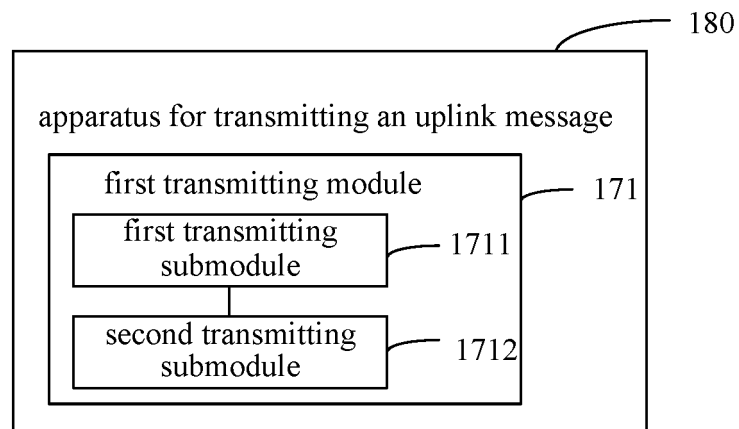 180
apparatus for transmitting an uplink message
first transmitting module
171
first transmitting
submodule
1711
second transmitting
submodule
1712